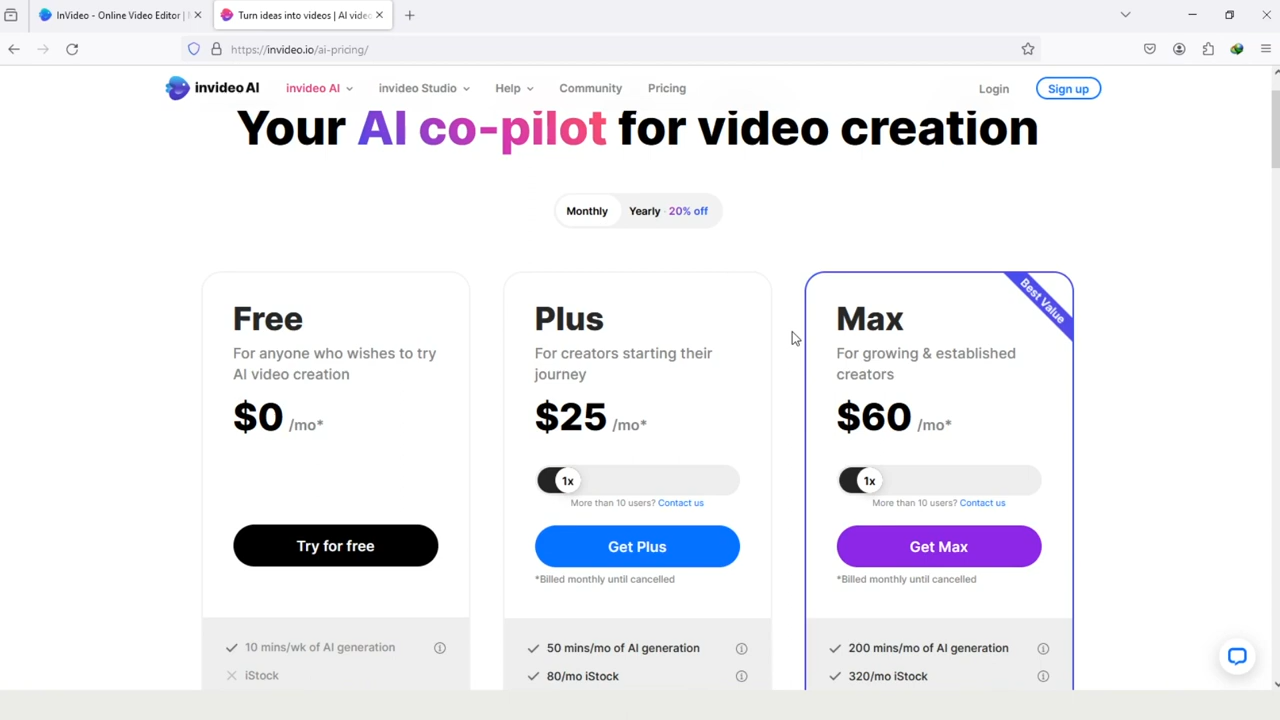 InVideo - Online Video Editor |
Turn ideas into videos | AI video
https://invideo.io/ai-pricing/
invideo AI
invideo AI
invideo Studio
Help
Community
Pricing
Login
Sign up
Your AI co-pilot for video creation
Monthly
Yearly · 20% off
Free
For anyone who wishes to try
AI video creation
$0 /mo*
Try for free
10 mins/wk of AI generation
iStock
Plus
For creators starting their
journey
$25 /mo*
1x
More than 10 users? Contact us
Get Plus
*Billed monthly until cancelled
50 mins/mo of AI generation
80/mo iStock
Best Value
Max
For growing & established
creators
$60 /mo*
1x
More than 10 users? Contact us
Get Max
*Billed monthly until cancelled
200 mins/mo of AI generation
320/mo iStock